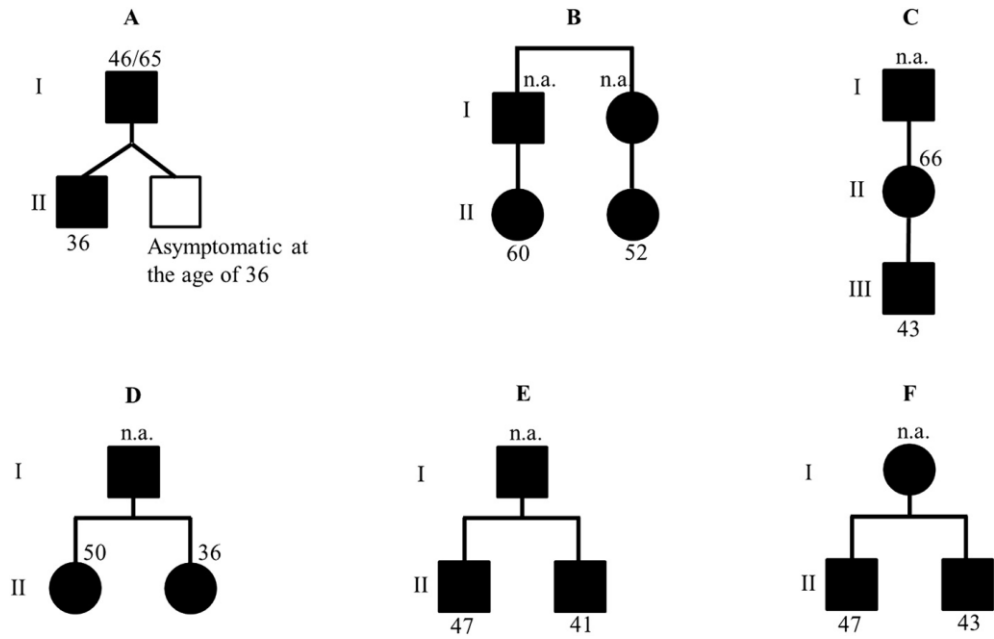 A
46/65
I
II
36
Asymptomatic at
the age of 36
B
n.a.
n.a.
I
II
60
52
C
n.a.
I
66
II
III
43
D
n.a.
I
50
36
II
E
n.a.
I
II
47
41
F
n.a.
I
II
47
43